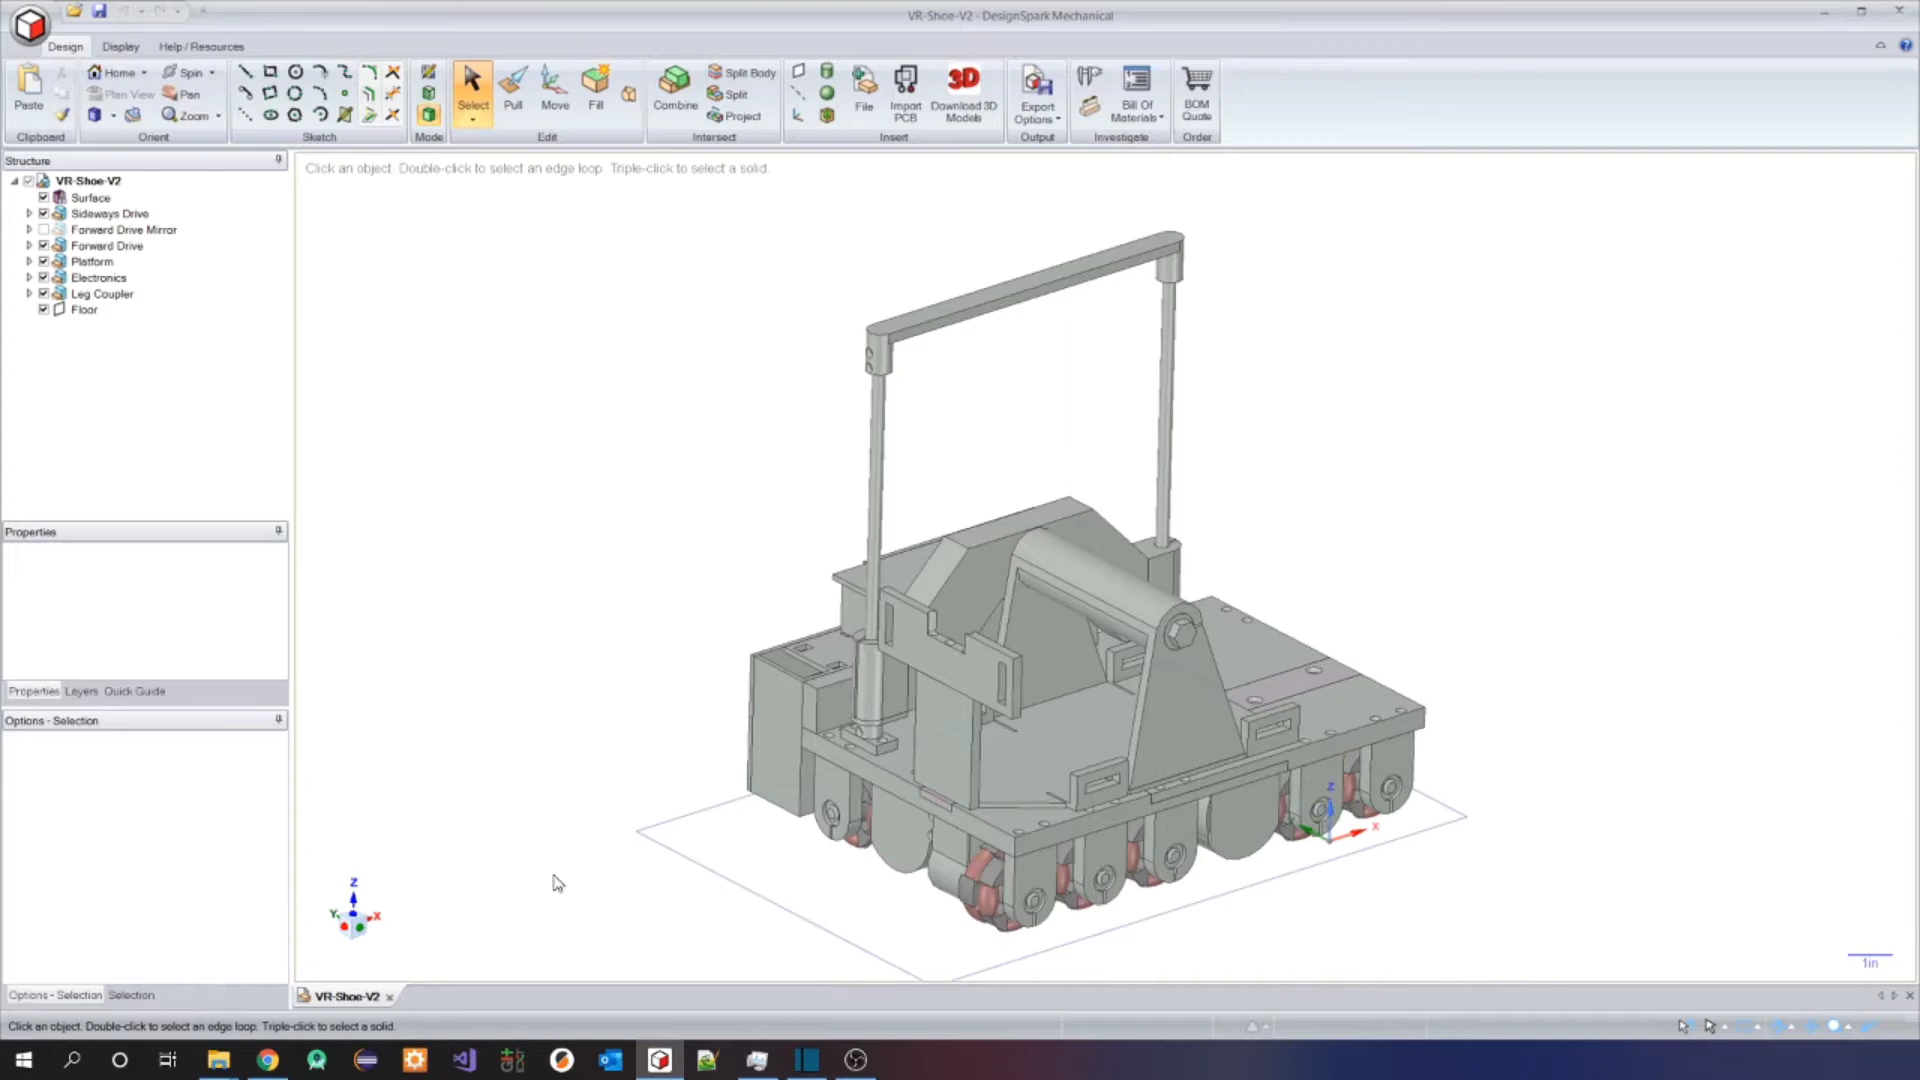 VR-Shoe-V2 - DesignSpark Mechanical
Design Display Help / Resources
Paste
Home Spin
Plan View Pan
Zoom
Select Pull Move Fill
Combine
Split Body
Split
Project
File
Import PCB
3D
Download 3D Models
Export Options
Bill Of Materials
BOM Quote
Clipboard Orient Sketch Mode Edit Intersect Insert Output Investigate Order
Structure
Click an object. Double-click to select an edge loop. Triple-click to select a solid.
VR-Shoe-V2
Surface
Sideways Drive
Forward Drive Mirror
Forward Drive
Platform
Electronics
Leg Coupler
Floor
Properties
Properties Layers Quick Guide
Options - Selection
Z
X
Z
Y
X
1in
Options - Selection Selection
VR-Shoe-V2
Click an object. Double-click to select an edge loop. Triple-click to select a solid.